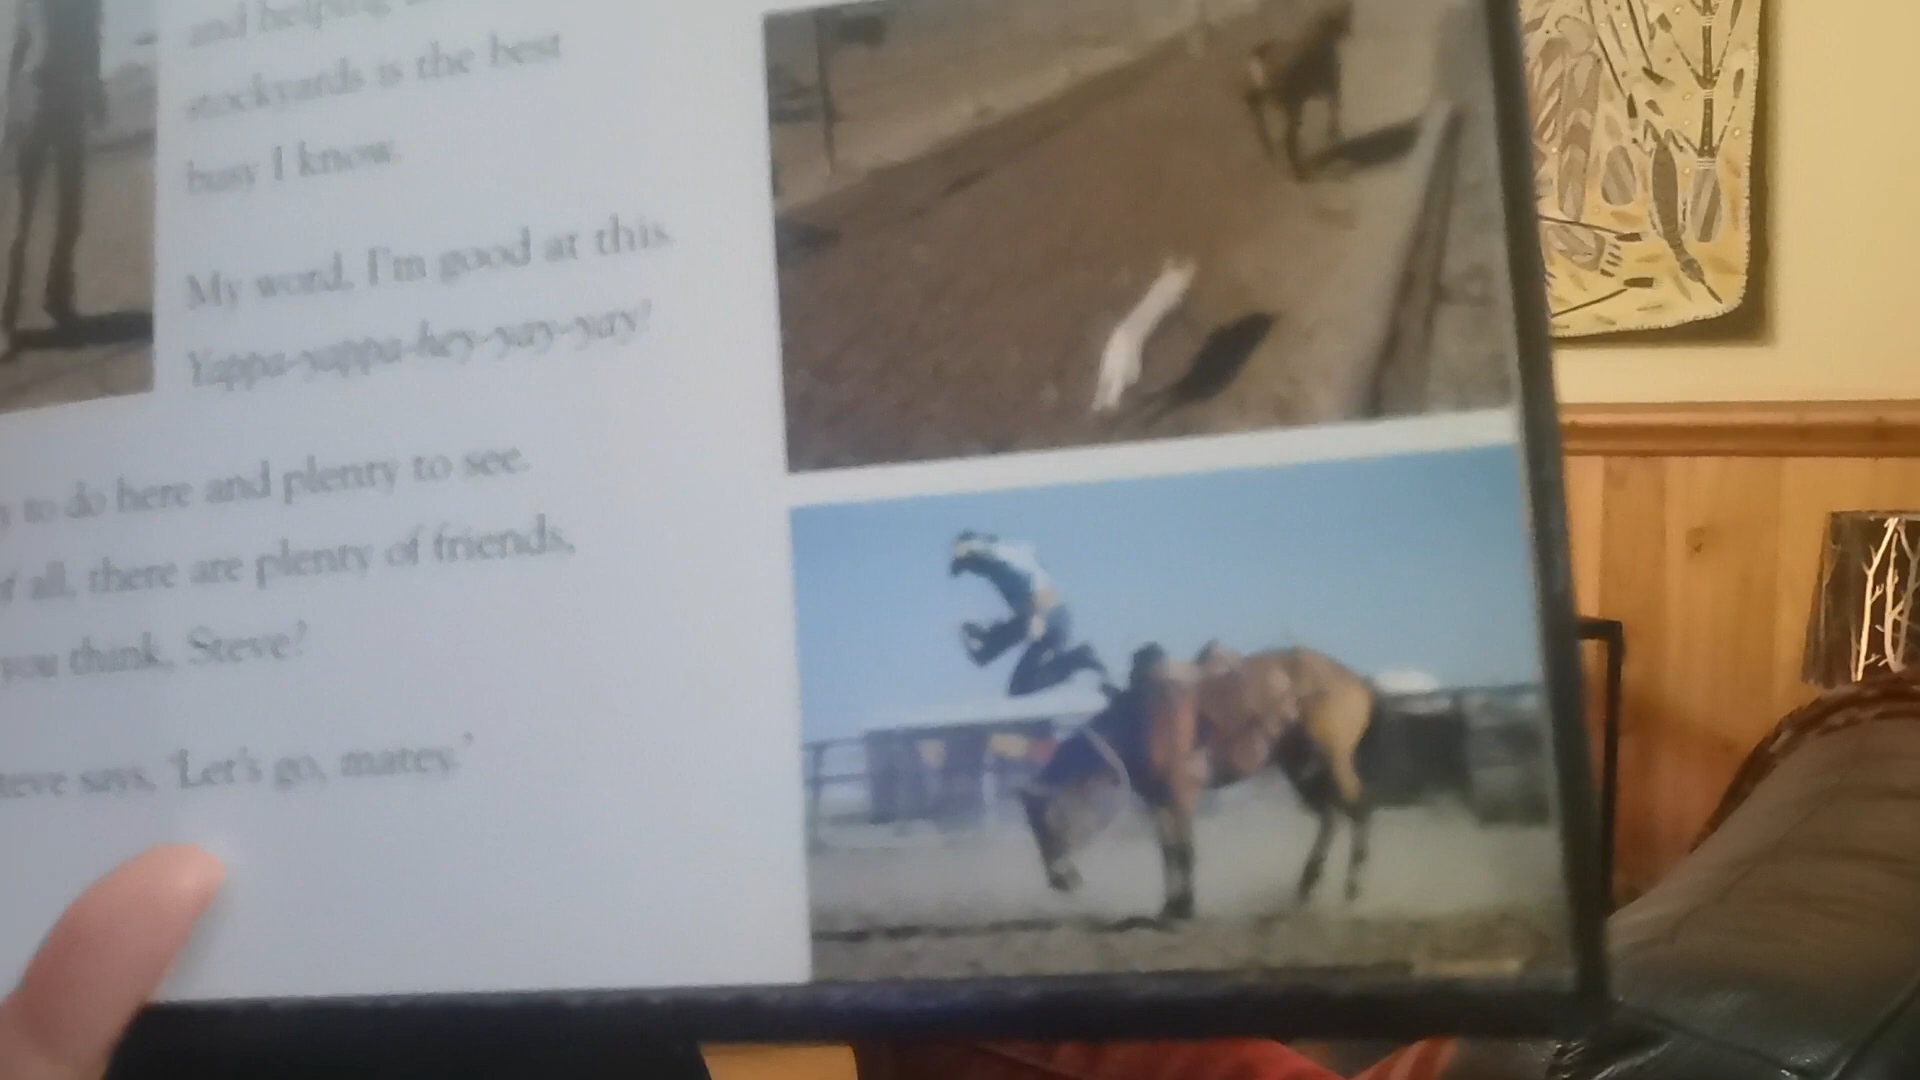 and helping
stockyards is the best
busy I know.
My word, I'm good at this.
Yappa-yappa-hey-yay-yay!
to do here and plenty to see.
all, there are plenty of friends,
you think, Steve?
says, 'Let's go, matey.'